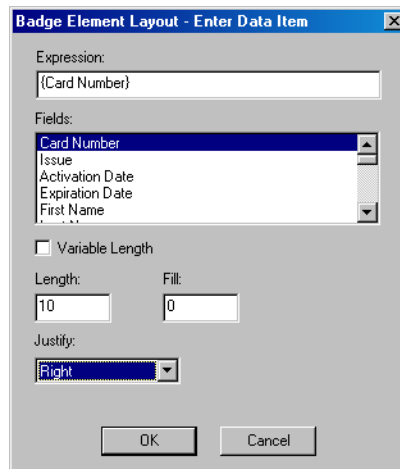 Badge Element Layout - Enter Data Item
Expression:
{Card Number}
Fields:
Card Number
Issue
Activation Date
Expiration Date
First Name
Variable Length
Length: Fill:
10 0
Justify:
Right
OK Cancel